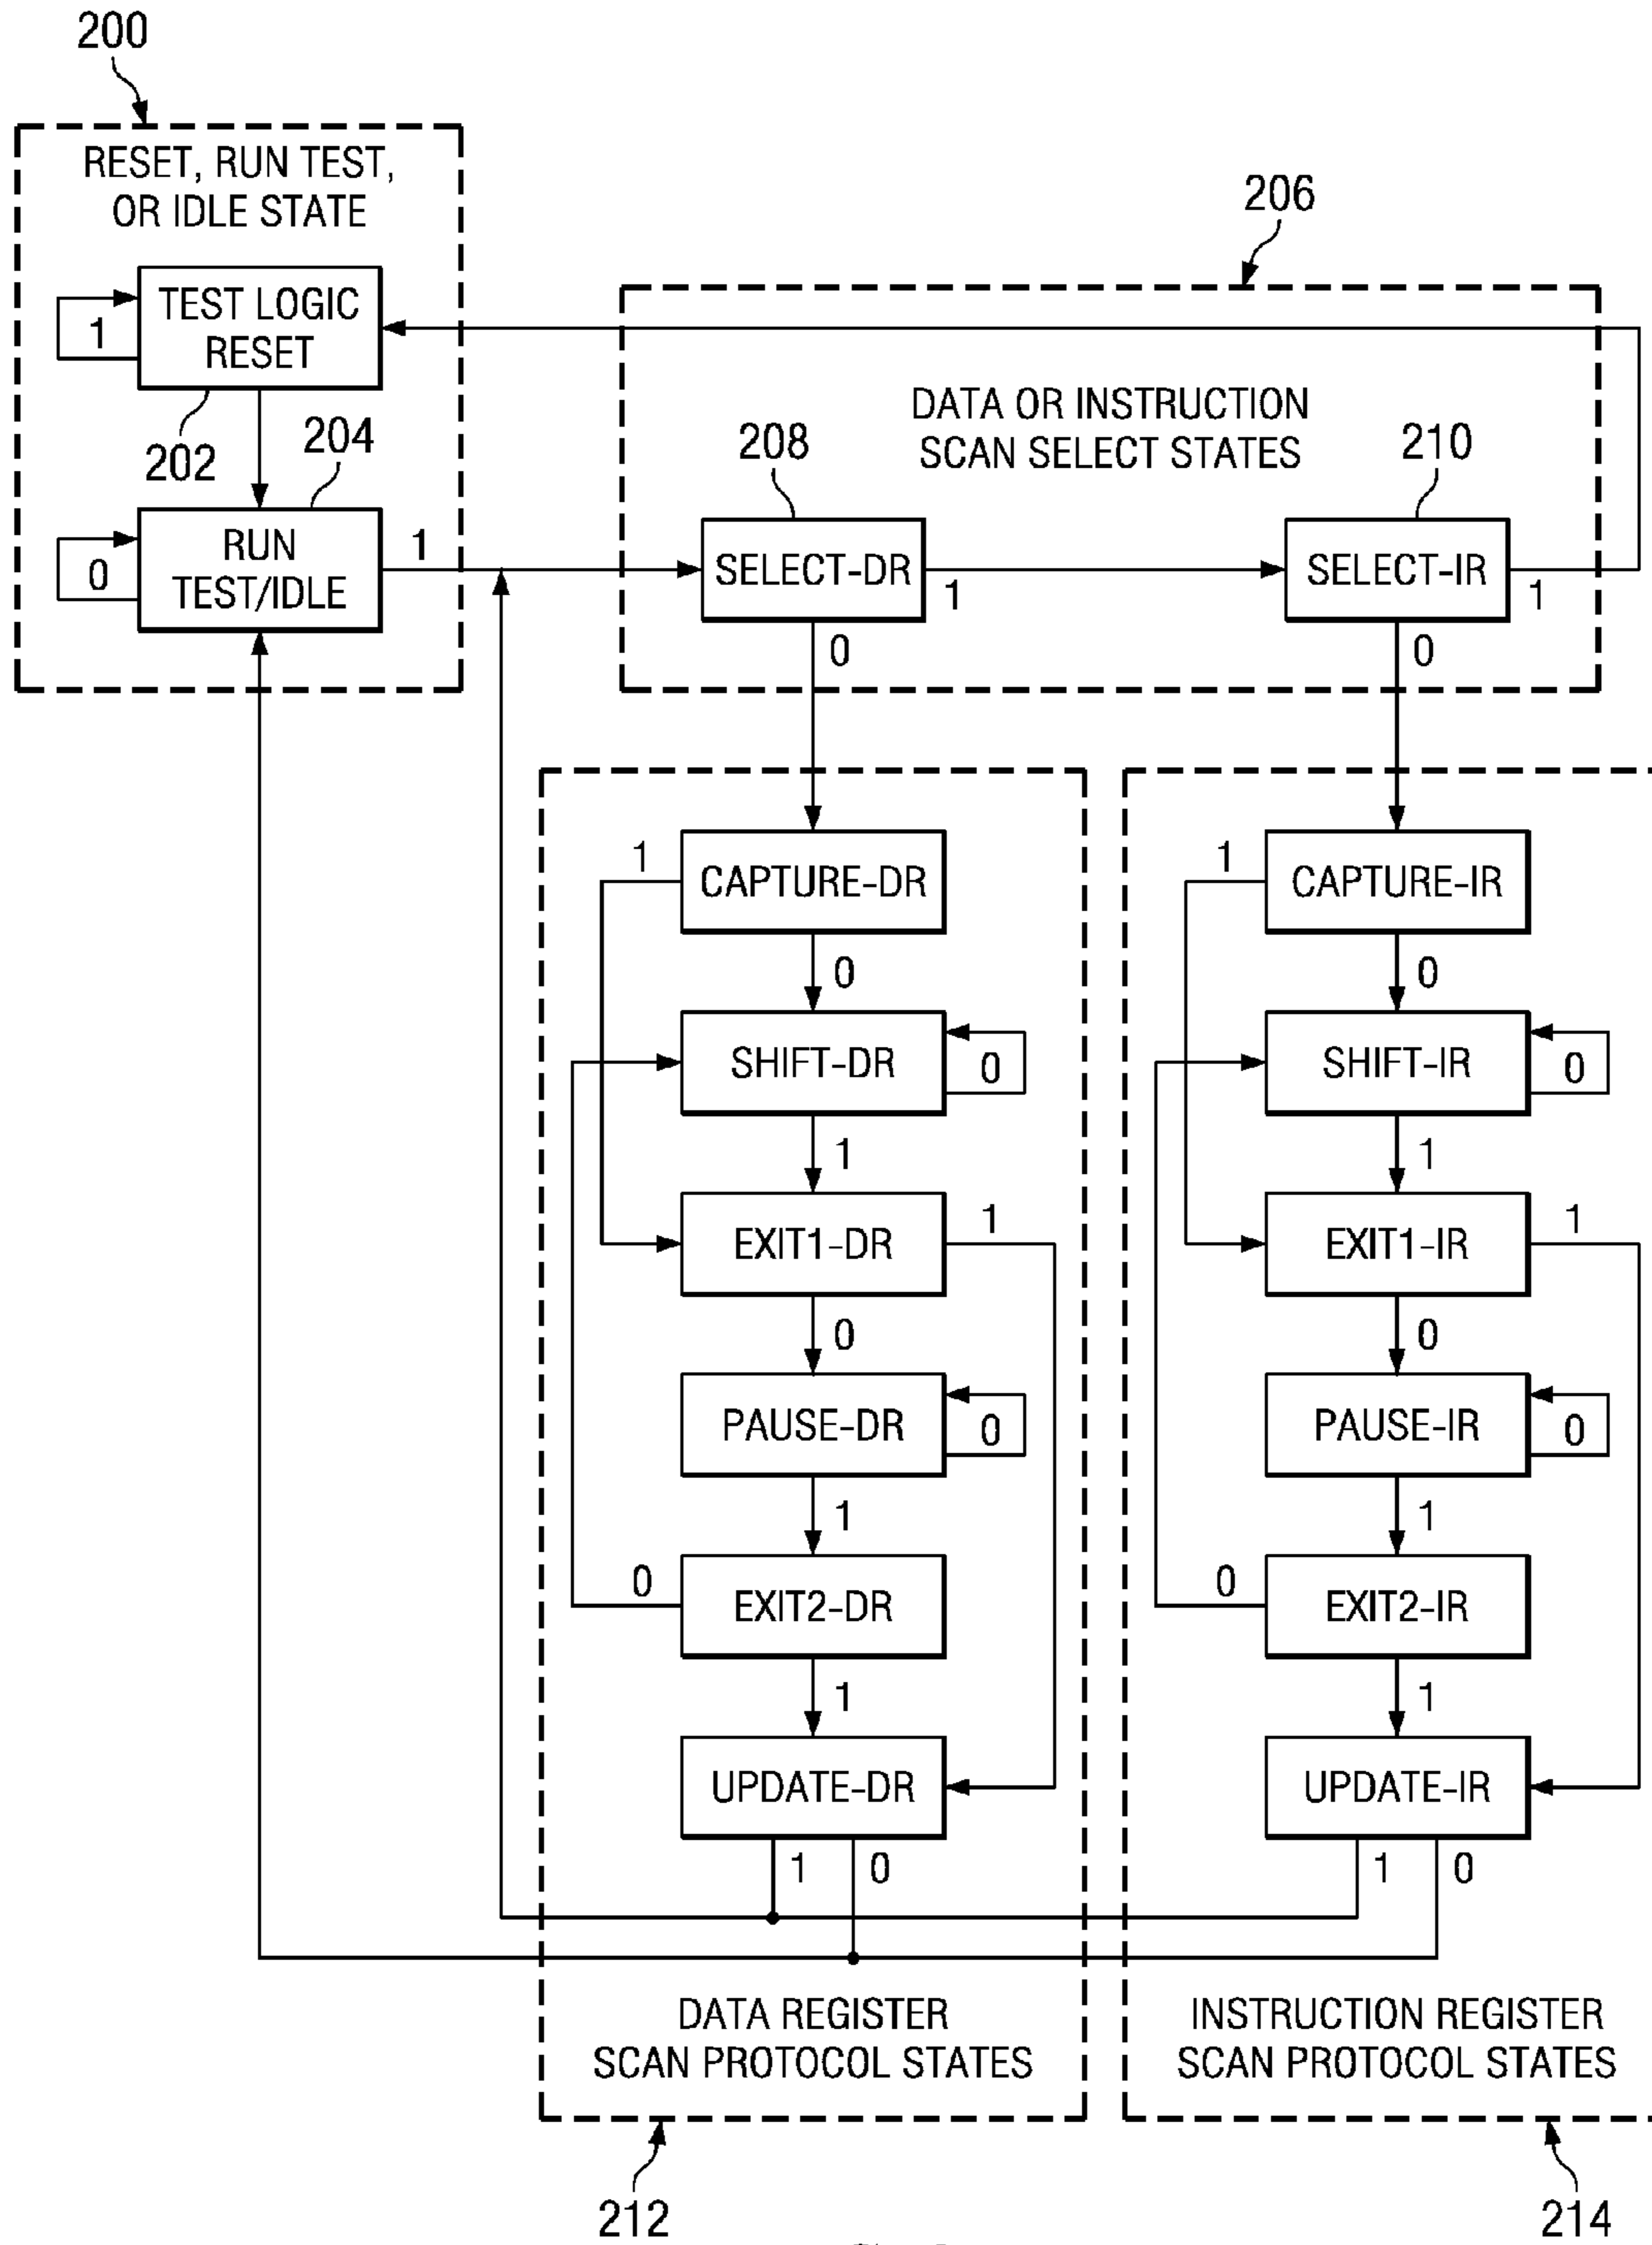 200
RESET, RUN TEST,
OR IDLE STATE
TEST LOGIC
RESET
1
202
204
RUN
TEST/IDLE
0
1
206
DATA OR INSTRUCTION
SCAN SELECT STATES
208
210
SELECT-DR
1
0
SELECT-IR
1
0
1
CAPTURE-DR
0
SHIFT-DR
0
1
EXIT1-DR
1
0
PAUSE-DR
0
1
0
EXIT2-DR
1
UPDATE-DR
1
0
DATA REGISTER
SCAN PROTOCOL STATES
212
1
CAPTURE-IR
0
SHIFT-IR
0
1
EXIT1-IR
1
0
PAUSE-IR
0
1
0
EXIT2-IR
1
UPDATE-IR
1
0
INSTRUCTION REGISTER
SCAN PROTOCOL STATES
214